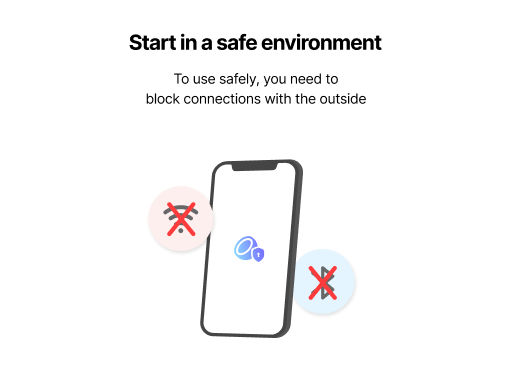 Start in a safe environment
To use safely, you need to
block connections with the outside